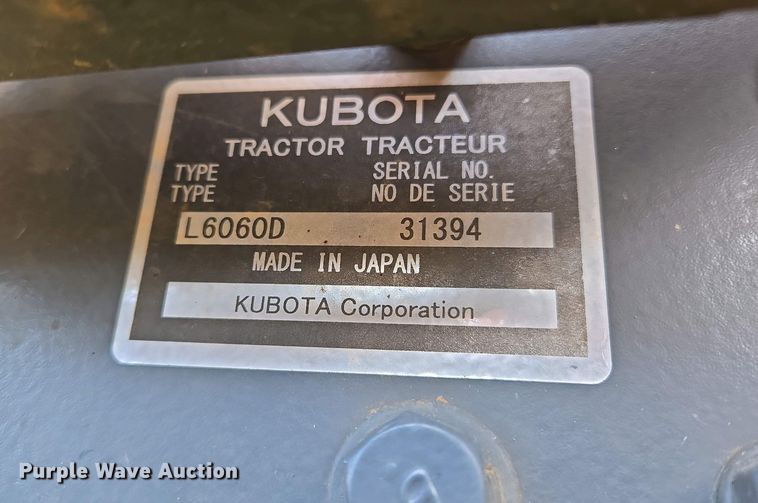 KUBOTA
TRACTOR TRACTEUR
TYPE SERIAL NO.
TYPE NO DE SERIE
L6060D 31394
MADE IN JAPAN
KUBOTA Corporation
Purple Wave Auction